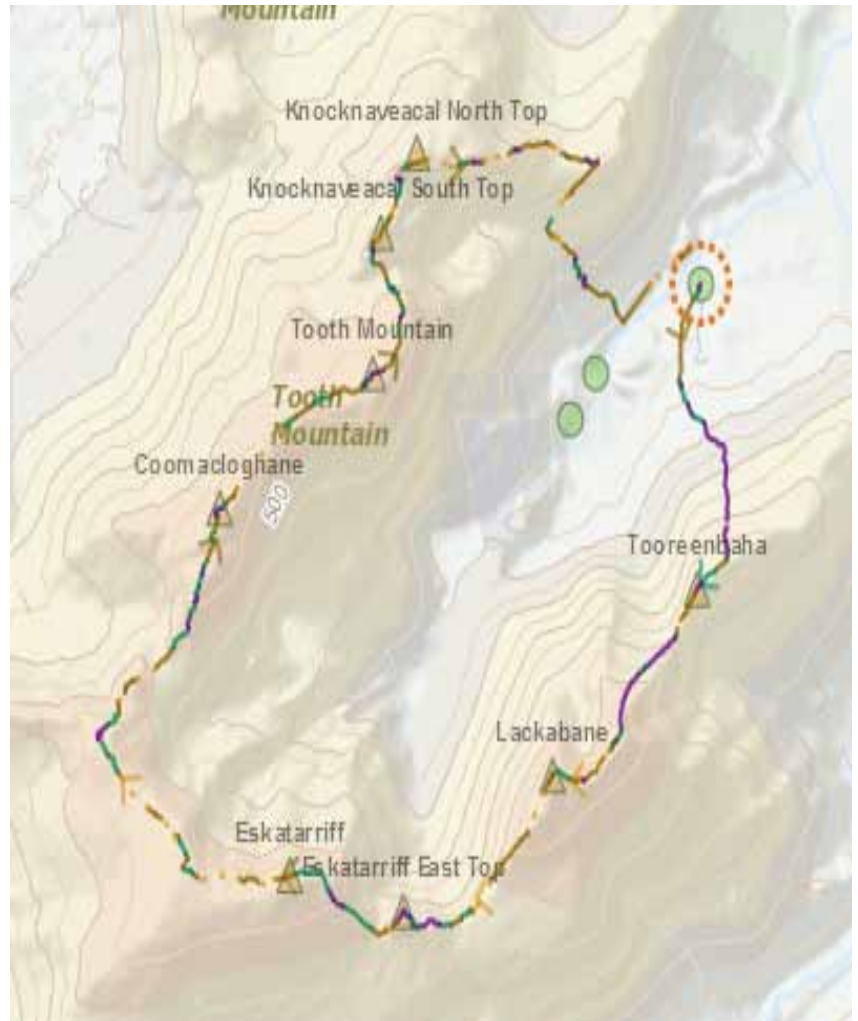 Mountain
Knocknaveacal North Top
Knocknaveacal South Top
Tooth Mountain
Tooth
Mountain
Coomacloghane
500
Tooreenbaha
Lackabane
Eskatarriff
Eskatarriff East Top